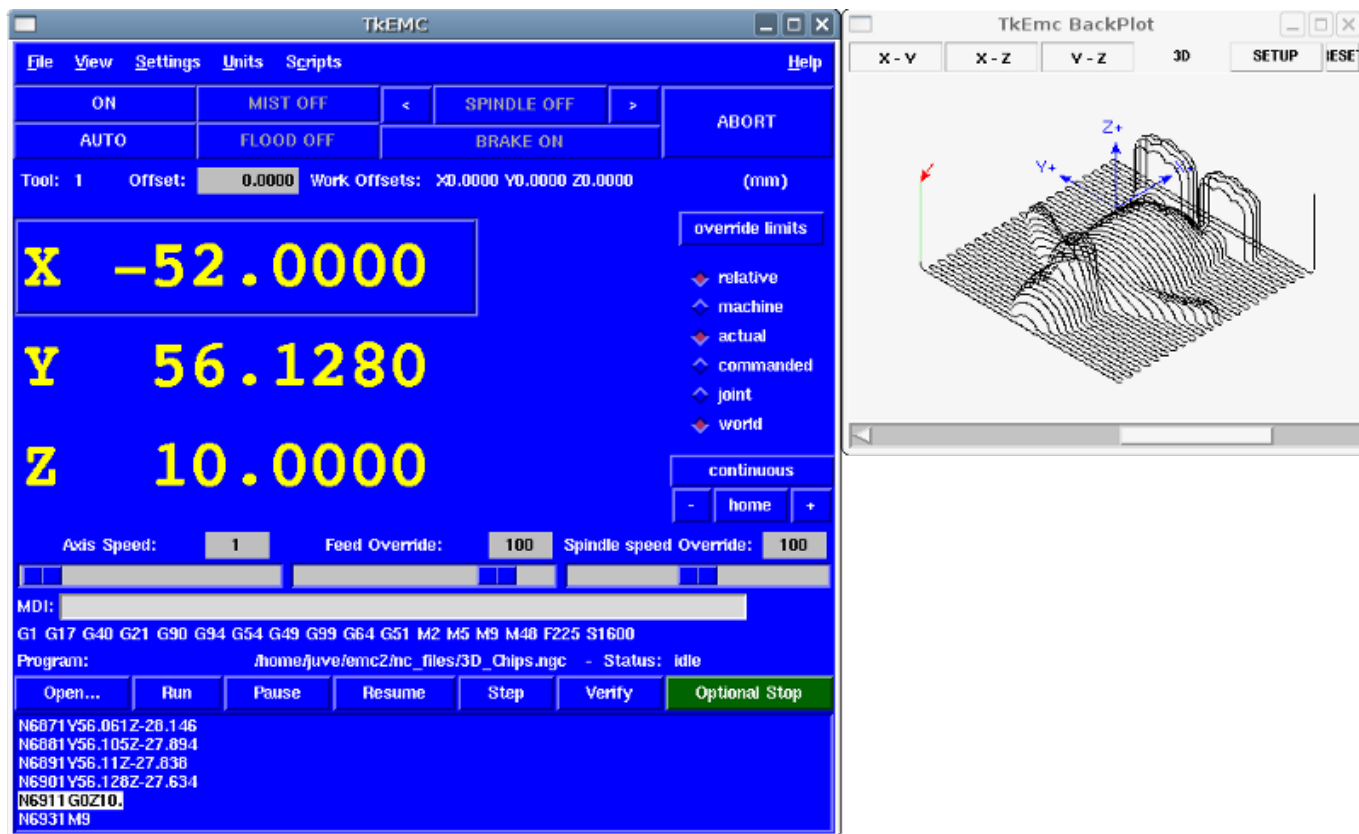 TkEMC
File View Settings Units Scripts Help
ON MIST OFF < SPINDLE OFF > ABORT
AUTO FLOOD OFF BRAKE ON
Tool: 1 Offset: 0.0000 Work Offsets: X0.0000 Y0.0000 Z0.0000 (mm)
override limits
X -52.0000
relative
machine
actual
Y 56.1280
commanded
joint
world
Z 10.0000
continuous
- home +
Axis Speed: 1 Feed Override: 100 Spindle speed Override: 100
MDI:
G1 G17 G40 G21 G90 G94 G54 G49 G99 G64 G51 M2 M5 M9 M48 F225 S1600
Program: /home/juve/emc2/nc_files/3D_Chips.ngc - Status: idle
Open... Run Pause Resume Step Verify Optional Stop
N6871Y56.061Z-28.146
N6881Y56.105Z-27.894
N6891Y56.11Z-27.838
N6901Y56.128Z-27.634
N6911G0Z10.
N6931M9
TkEmc BackPlot
X - Y X - Z Y - Z 3D SETUP RESET
Z+
Y+